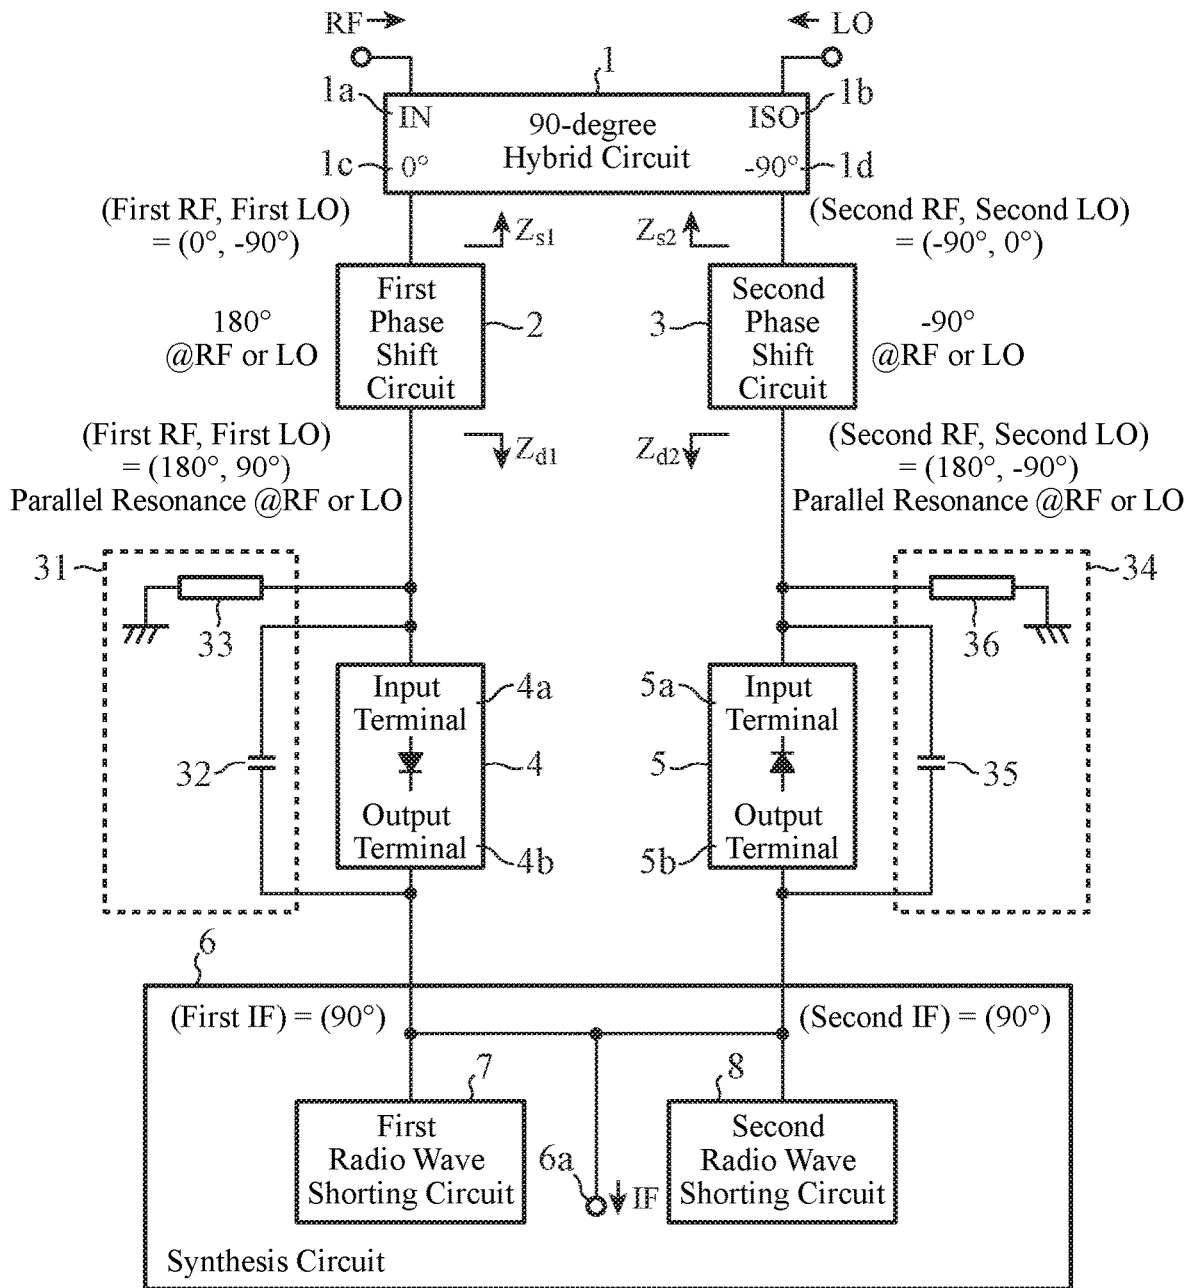 RF
LO
1
1a
IN
ISO
1b
90-degree
Hybrid Circuit
1c
0°
-90°
1d
(First RF, First LO)
= (0°, -90°)
Zs1
Zs2
(Second RF, Second LO)
= (-90°, 0°)
180°
@RF or LO
First
Phase
Shift
Circuit
2
3
Second
Phase
Shift
Circuit
-90°
@RF or LO
(First RF, First LO)
= (180°, 90°)
Parallel Resonance @RF or LO
Zd1
Zd2
(Second RF, Second LO)
= (180°, -90°)
Parallel Resonance @RF or LO
31
33
34
36
Input
Terminal
4a
5a
Input
Terminal
32
4
5
35
Output
Terminal
4b
5b
Output
Terminal
6
(First IF) = (90°)
(Second IF) = (90°)
7
8
First
Radio Wave
Shorting Circuit
6a
IF
Second
Radio Wave
Shorting Circuit
Synthesis Circuit